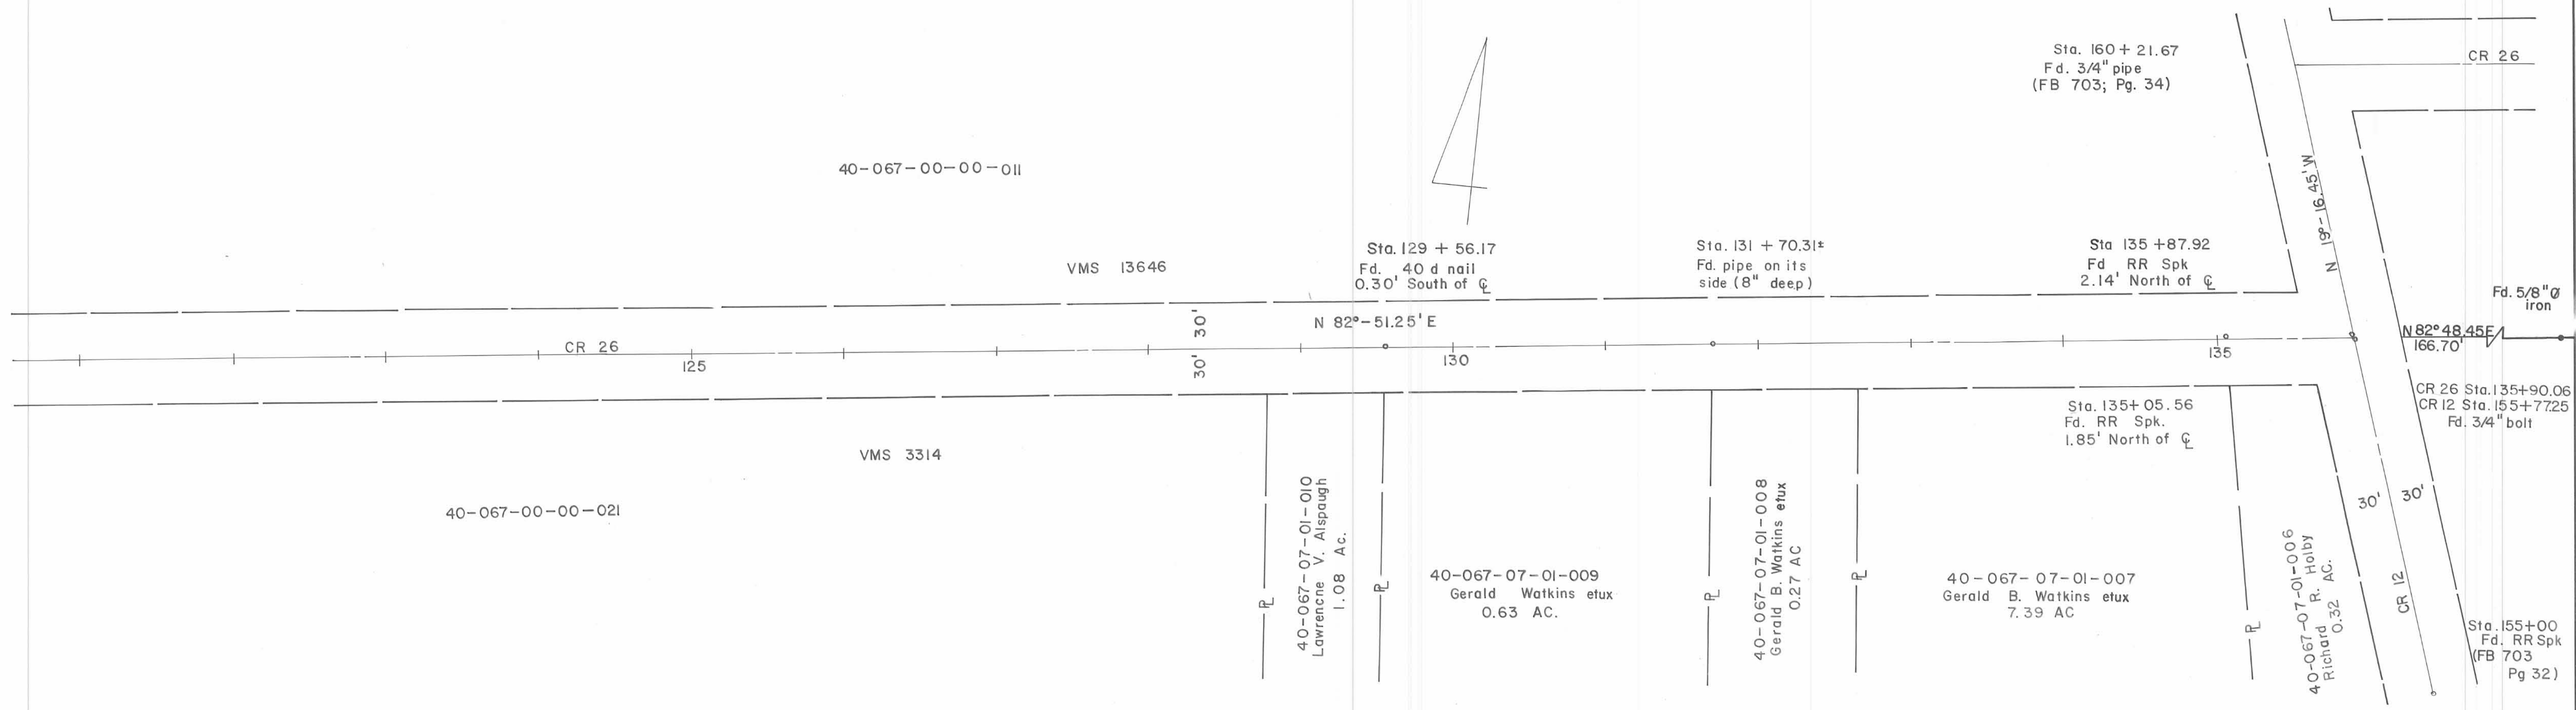 Sta. 160 + 21.67
Fd. 3/4" pipe
(FB 703; Pg. 34)
CR 26
40-067-00-00-011
N 19°-16.45' W
VMS 13646
Sta. 129 + 56.17
Fd. 40 d nail
0.30' South of ℄
Sta. 131 + 70.31±
Fd. pipe on its
side (8" deep)
Sta 135 + 87.92
Fd RR Spk
2.14' North of ℄
Fd. 5/8" Ø
iron
30'
N 82°-51.25' E
CR 26
N 82° 48.45' E
166.70'
30'
125
130
135
CR 26 Sta. 135+90.06
CR 12 Sta. 155+77.25
Fd. 3/4" bolt
Sta. 135+ 05.56
Fd. RR Spk.
1.85' North of ℄
VMS 3314
40-067-00-00-021
30'
30'
40-067-07-01-010
Lawrencne V. Alspaugh
1.08 Ac.
40-067-07-01-009
Gerald Watkins etux
0.63 AC.
40-067-07-01-008
Gerald B. Watkins etux
0.27 AC
40-067-07-01-007
Gerald B. Watkins etux
7.39 AC
40-067-07-01-006
Richard R. Holby
0.32 AC.
CR 12
Sta. 155+00
Fd. RR Spk
(FB 703
Pg 32)
PL
PL
PL
PL
PL